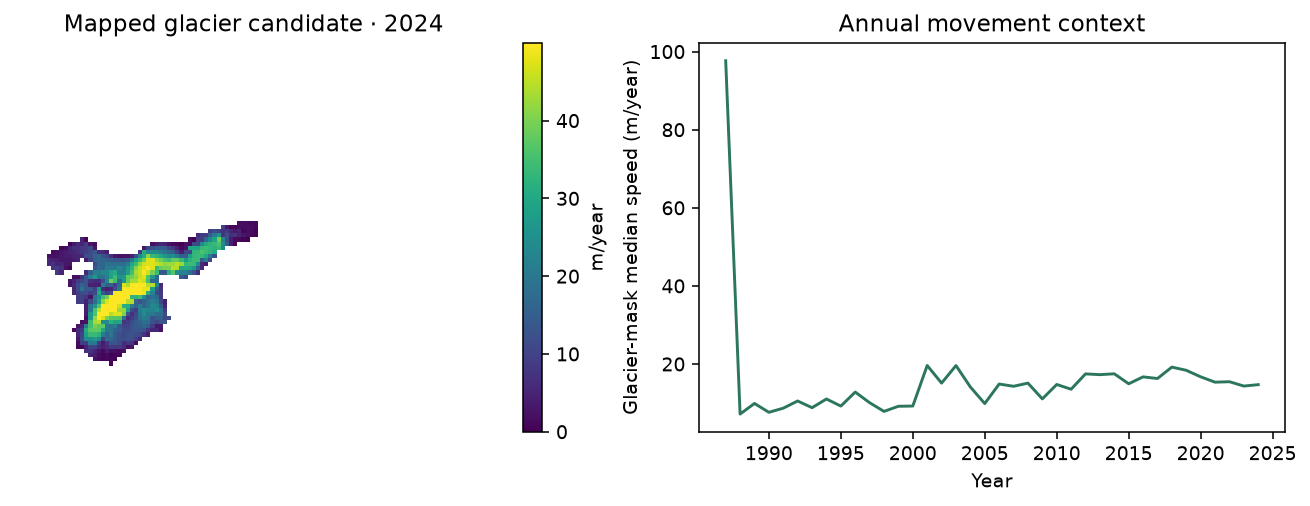 Mapped glacier candidate · 2024
40
30
20
10
0
m/year
Annual movement context
100
80
60
40
20
Glacier-mask median speed (m/year)
1990 1995 2000 2005 2010 2015 2020 2025
Year